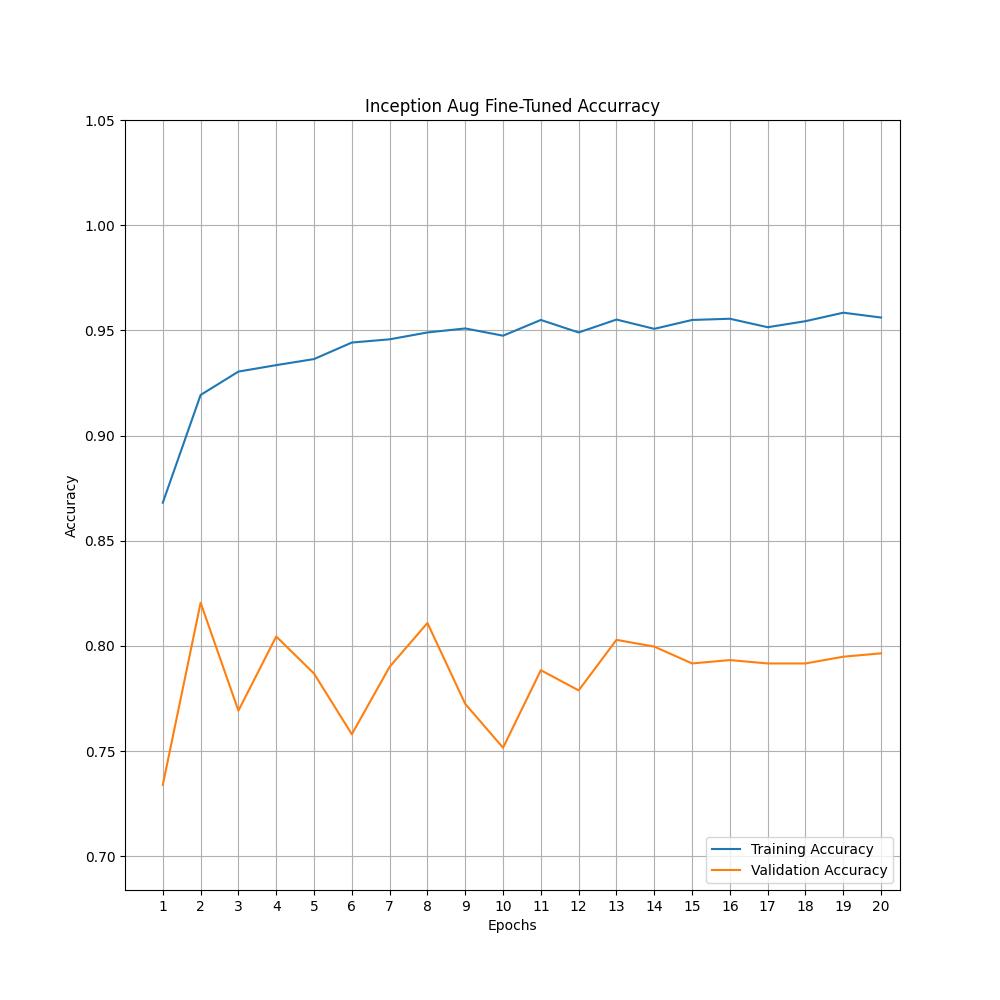 Inception Aug Fine-Tuned Accurracy
1.05
1.00
0.95
0.90
0.85
0.80
0.75
0.70
Accuracy
Training Accuracy
Validation Accuracy
1 2 3 4 5 6 7 8 9 10 11 12 13 14 15 16 17 18 19 20
Epochs